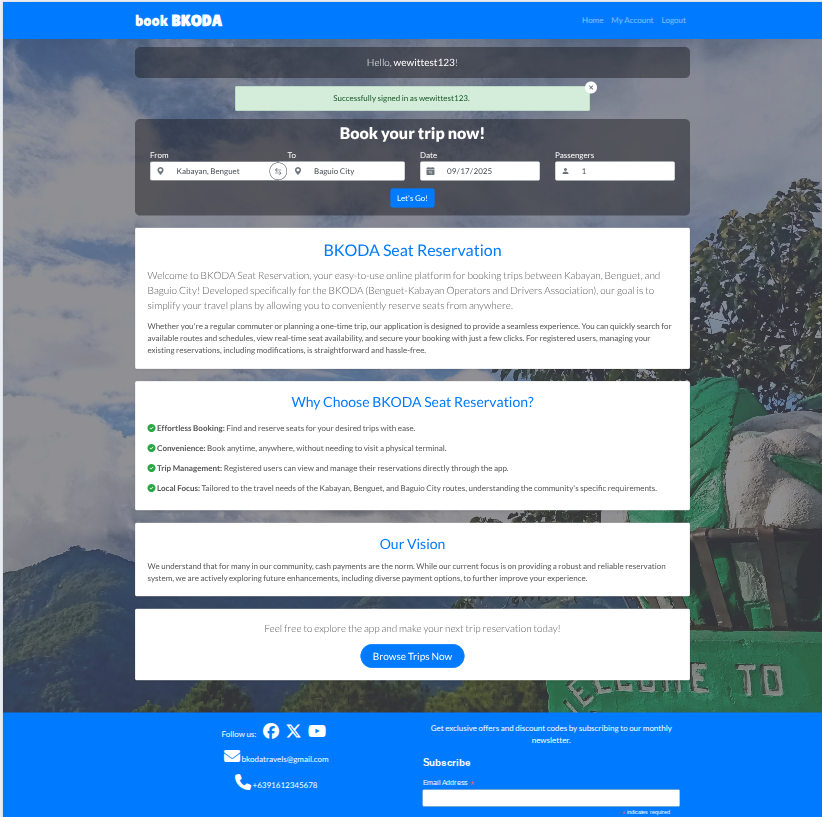 book BKODA
Home My Account Logout
Hello, wewittest123!
Successfully signed in as wewittest123.
Book your trip now!
From To Date Passengers
Kabayan, Benguet Baguio City 09/17/2025 1
Let's Go!
BKODA Seat Reservation
Welcome to BKODA Seat Reservation, your easy-to-use online platform for booking trips between Kabayan, Benguet, and
Baguio City! Developed specifically for the BKODA (Benguet-Kabayan Operators and Drivers Association), our goal is to
simplify your travel plans by allowing you to conveniently reserve seats from anywhere.
Whether you're a regular commuter or planning a one-time trip, our application is designed to provide a seamless experience. You can quickly search for
available routes and schedules, view real-time seat availability, and secure your booking with just a few clicks. For registered users, managing your
existing reservations, including modifications, is straightforward and hassle-free.
Why Choose BKODA Seat Reservation?
Effortless Booking: Find and reserve seats for your desired trips with ease.
Convenience: Book anytime, anywhere, without needing to visit a physical terminal.
Trip Management: Registered users can view and manage their reservations directly through the app.
Local Focus: Tailored to the travel needs of the Kabayan, Benguet, and Baguio City routes, understanding the community's specific requirements.
Our Vision
We understand that for many in our community, cash payments are the norm. While our current focus is on providing a robust and reliable reservation
system, we are actively exploring future enhancements, including diverse payment options, to further improve your experience.
Feel free to explore the app and make your next trip reservation today!
Browse Trips Now
WELCOME TO
Follow us:
bkodatravels@gmail.com
+6391612345678
Get exclusive offers and discount codes by subscribing to our monthly
newsletter.
Subscribe
Email Address *
* indicates required